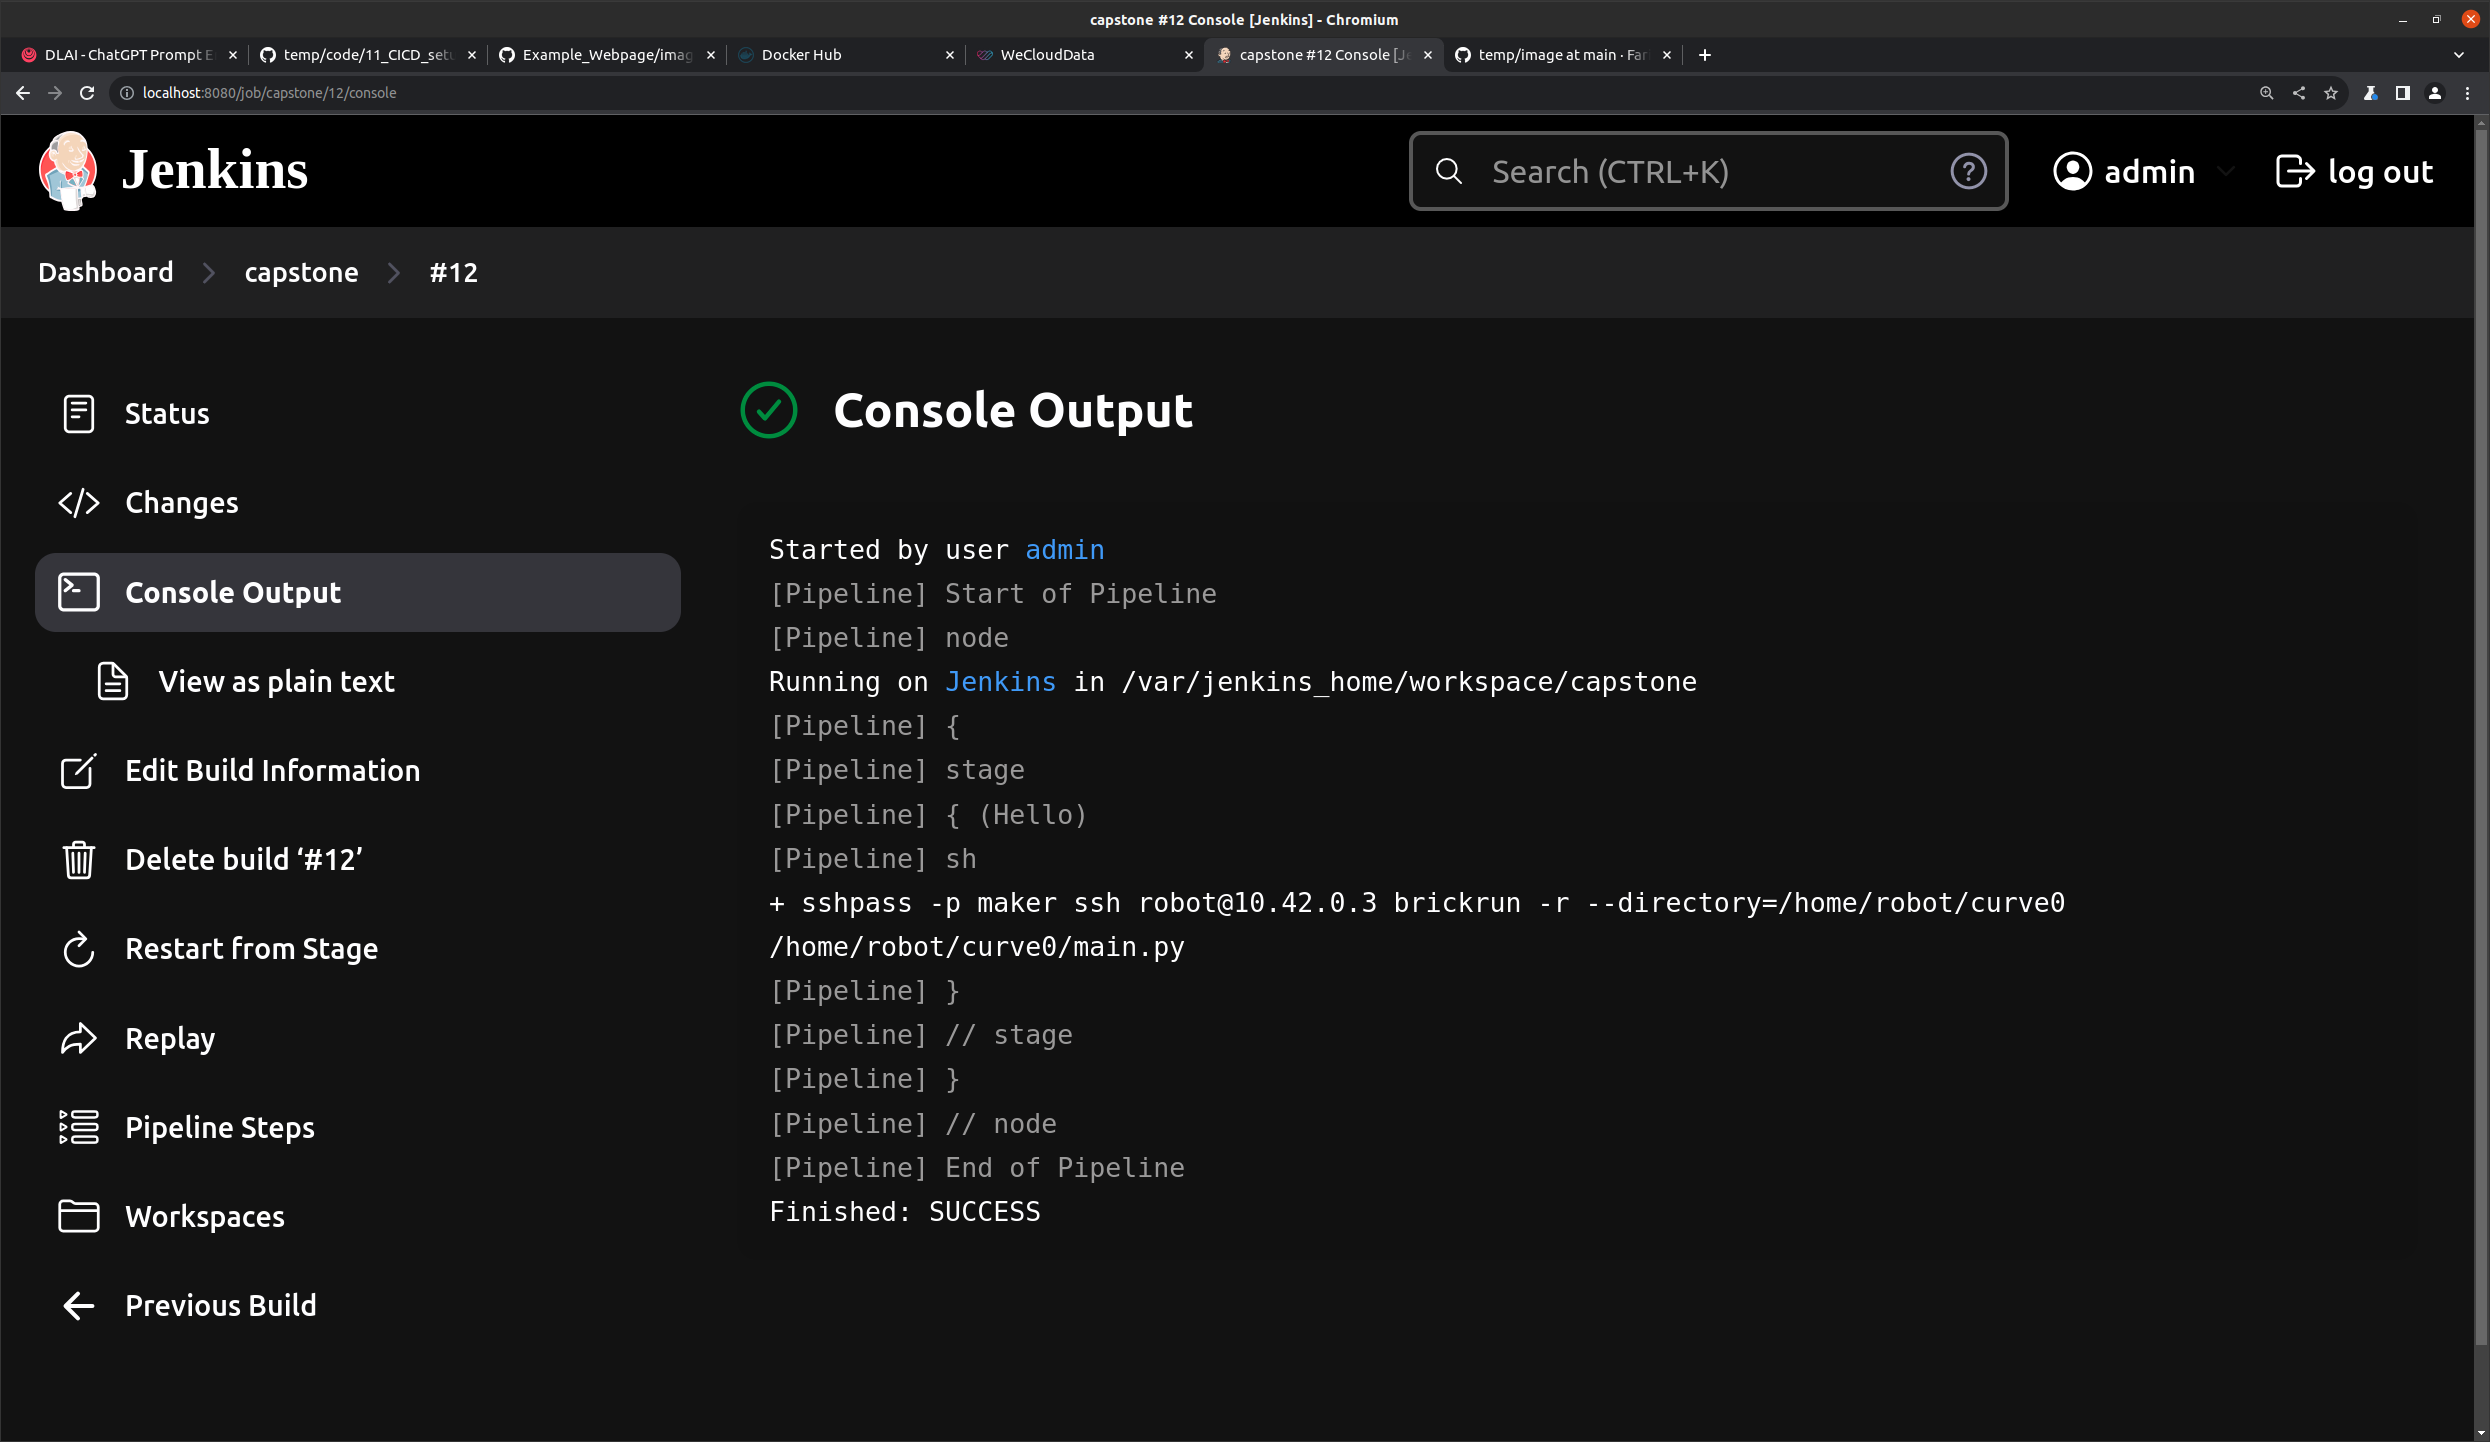 capstone #12 Console [Jenkins] - Chromium
DLAI - ChatGPT Prompt E
temp/code/11_CICD_setu
Example_Webpage/imag
Docker Hub
WeCloudData
capstone #12 Console [Je
temp/image at main · Far
localhost:8080/job/capstone/12/console
Jenkins
Search (CTRL+K)
admin
log out
Dashboard
capstone
#12
Status
Changes
Console Output
View as plain text
Edit Build Information
Delete build ‘#12’
Restart from Stage
Replay
Pipeline Steps
Workspaces
Previous Build
Console Output
Started by user admin
[Pipeline] Start of Pipeline
[Pipeline] node
Running on Jenkins in /var/jenkins_home/workspace/capstone
[Pipeline] {
[Pipeline] stage
[Pipeline] { (Hello)
[Pipeline] sh
+ sshpass -p maker ssh robot@10.42.0.3 brickrun -r --directory=/home/robot/curve0
/home/robot/curve0/main.py
[Pipeline] }
[Pipeline] // stage
[Pipeline] }
[Pipeline] // node
[Pipeline] End of Pipeline
Finished: SUCCESS